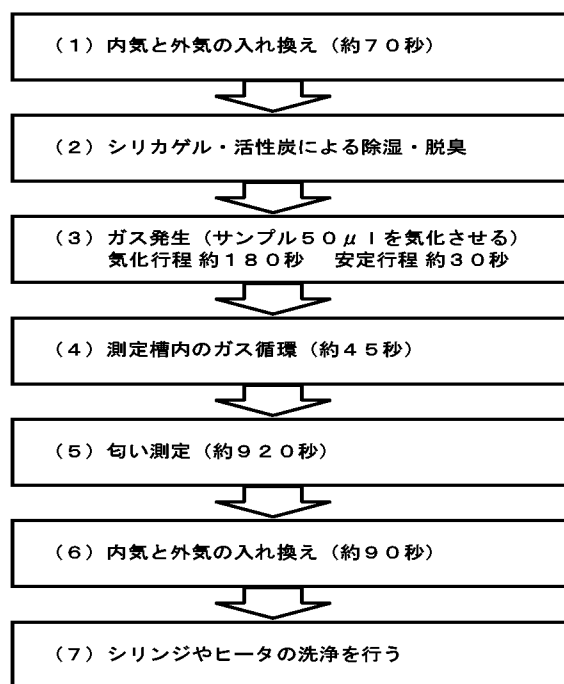 （１）内気と外気の入れ換え（約７０秒）
（２）シリカゲル・活性炭による除湿・脱臭
（３）ガス発生（サンプル５０μｌを気化させる）
気化行程 約１８０秒　安定行程 約３０秒
（４）測定槽内のガス循環（約４５秒）
（５）匂い測定（約９２０秒）
（６）内気と外気の入れ換え（約９０秒）
（７）シリンジやヒータの洗浄を行う